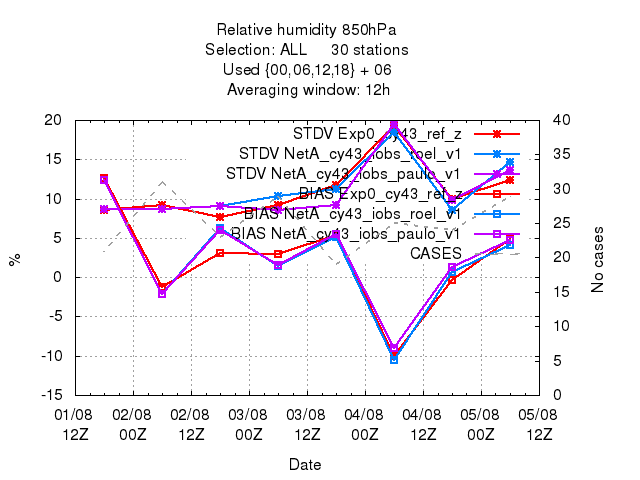 Relative humidity 850hPa
Selection: ALL 30 stations
Used {00,06,12,18} + 06
Averaging window: 12h
STDV Exp0_cy43_ref_z
STDV NetA_cy43_iobs_roel_v1
STDV NetA_cy43_iobs_paulo_v1
BIAS Exp0_cy43_ref_z
BIAS NetA_cy43_iobs_roel_v1
BIAS NetA_cy43_iobs_paulo_v1
CASES
20
15
10
5
0
-5
-10
-15
%
40
35
30
25
20
15
10
5
0
No cases
01/08 02/08 02/08 03/08 03/08 04/08 04/08 05/08 05/08
12Z 00Z 12Z 00Z 12Z 00Z 12Z 00Z 12Z
Date